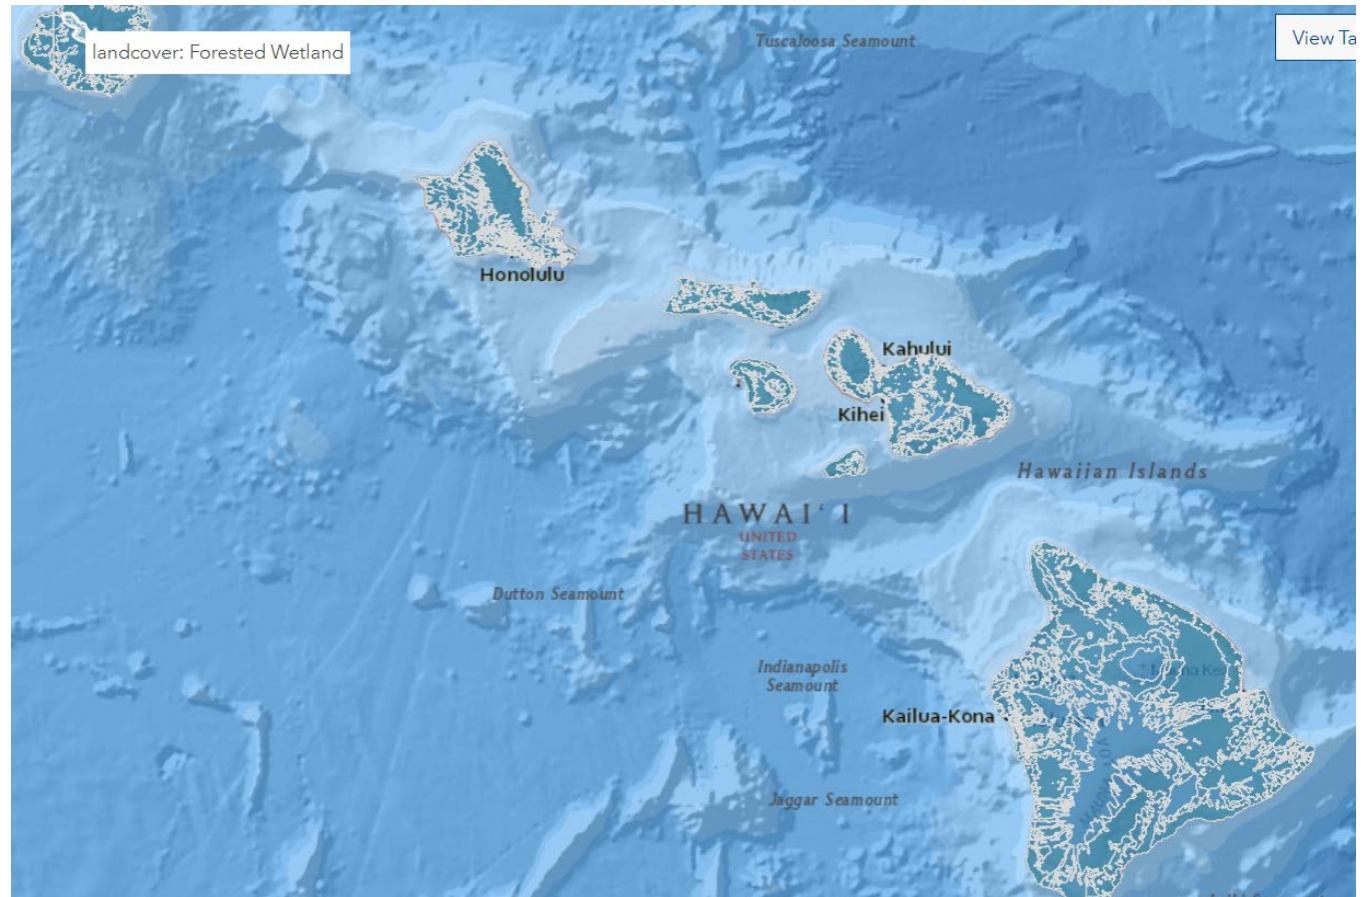 Tuscaloosa Seamount
View Ta
landcover: Forested Wetland
Honolulu
Kahului
Kihei
Hawaiian Islands
HAWAI‘I
UNITED
STATES
Dutton Seamount
Indianapolis
Seamount
Kailua-Kona
Jaggar Seamount